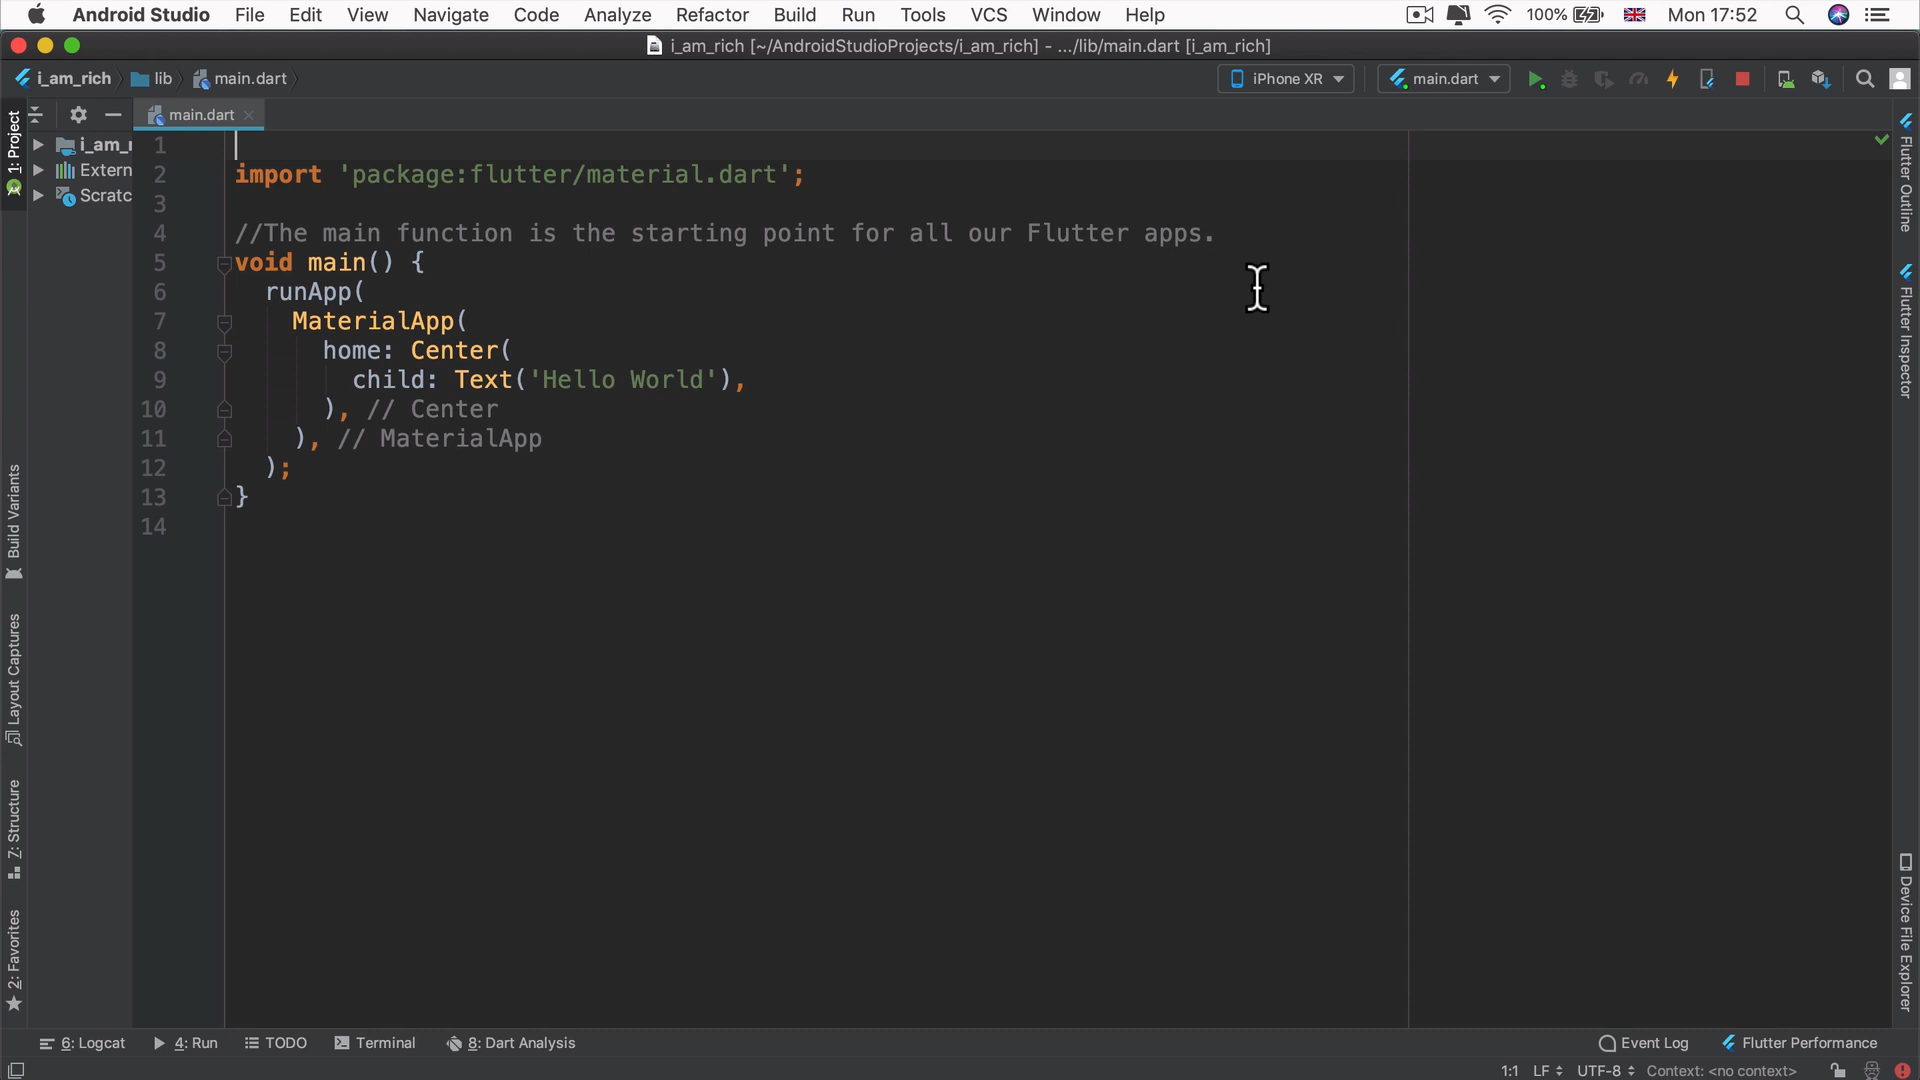 Android Studio File Edit View Navigate Code Analyze Refactor Build Run Tools VCS Window Help 100% Mon 17:52
i_am_rich [~/AndroidStudioProjects/i_am_rich] - .../lib/main.dart [i_am_rich]
i_am_rich lib main.dart iPhone XR main.dart
1: Project
main.dart
i_am_r
Extern
Scratc
1
2 import 'package:flutter/material.dart';
3
4 //The main function is the starting point for all our Flutter apps.
5 void main() {
6 runApp(
7 MaterialApp(
8 home: Center(
9 child: Text('Hello World'),
10 ), // Center
11 ), // MaterialApp
12 );
13 }
14
Build Variants
Layout Captures
7: Structure
2: Favorites
Flutter Outline
Flutter Inspector
Device File Explorer
6: Logcat 4: Run TODO Terminal 8: Dart Analysis Event Log Flutter Performance
1:1 LF UTF-8 Context: <no context>